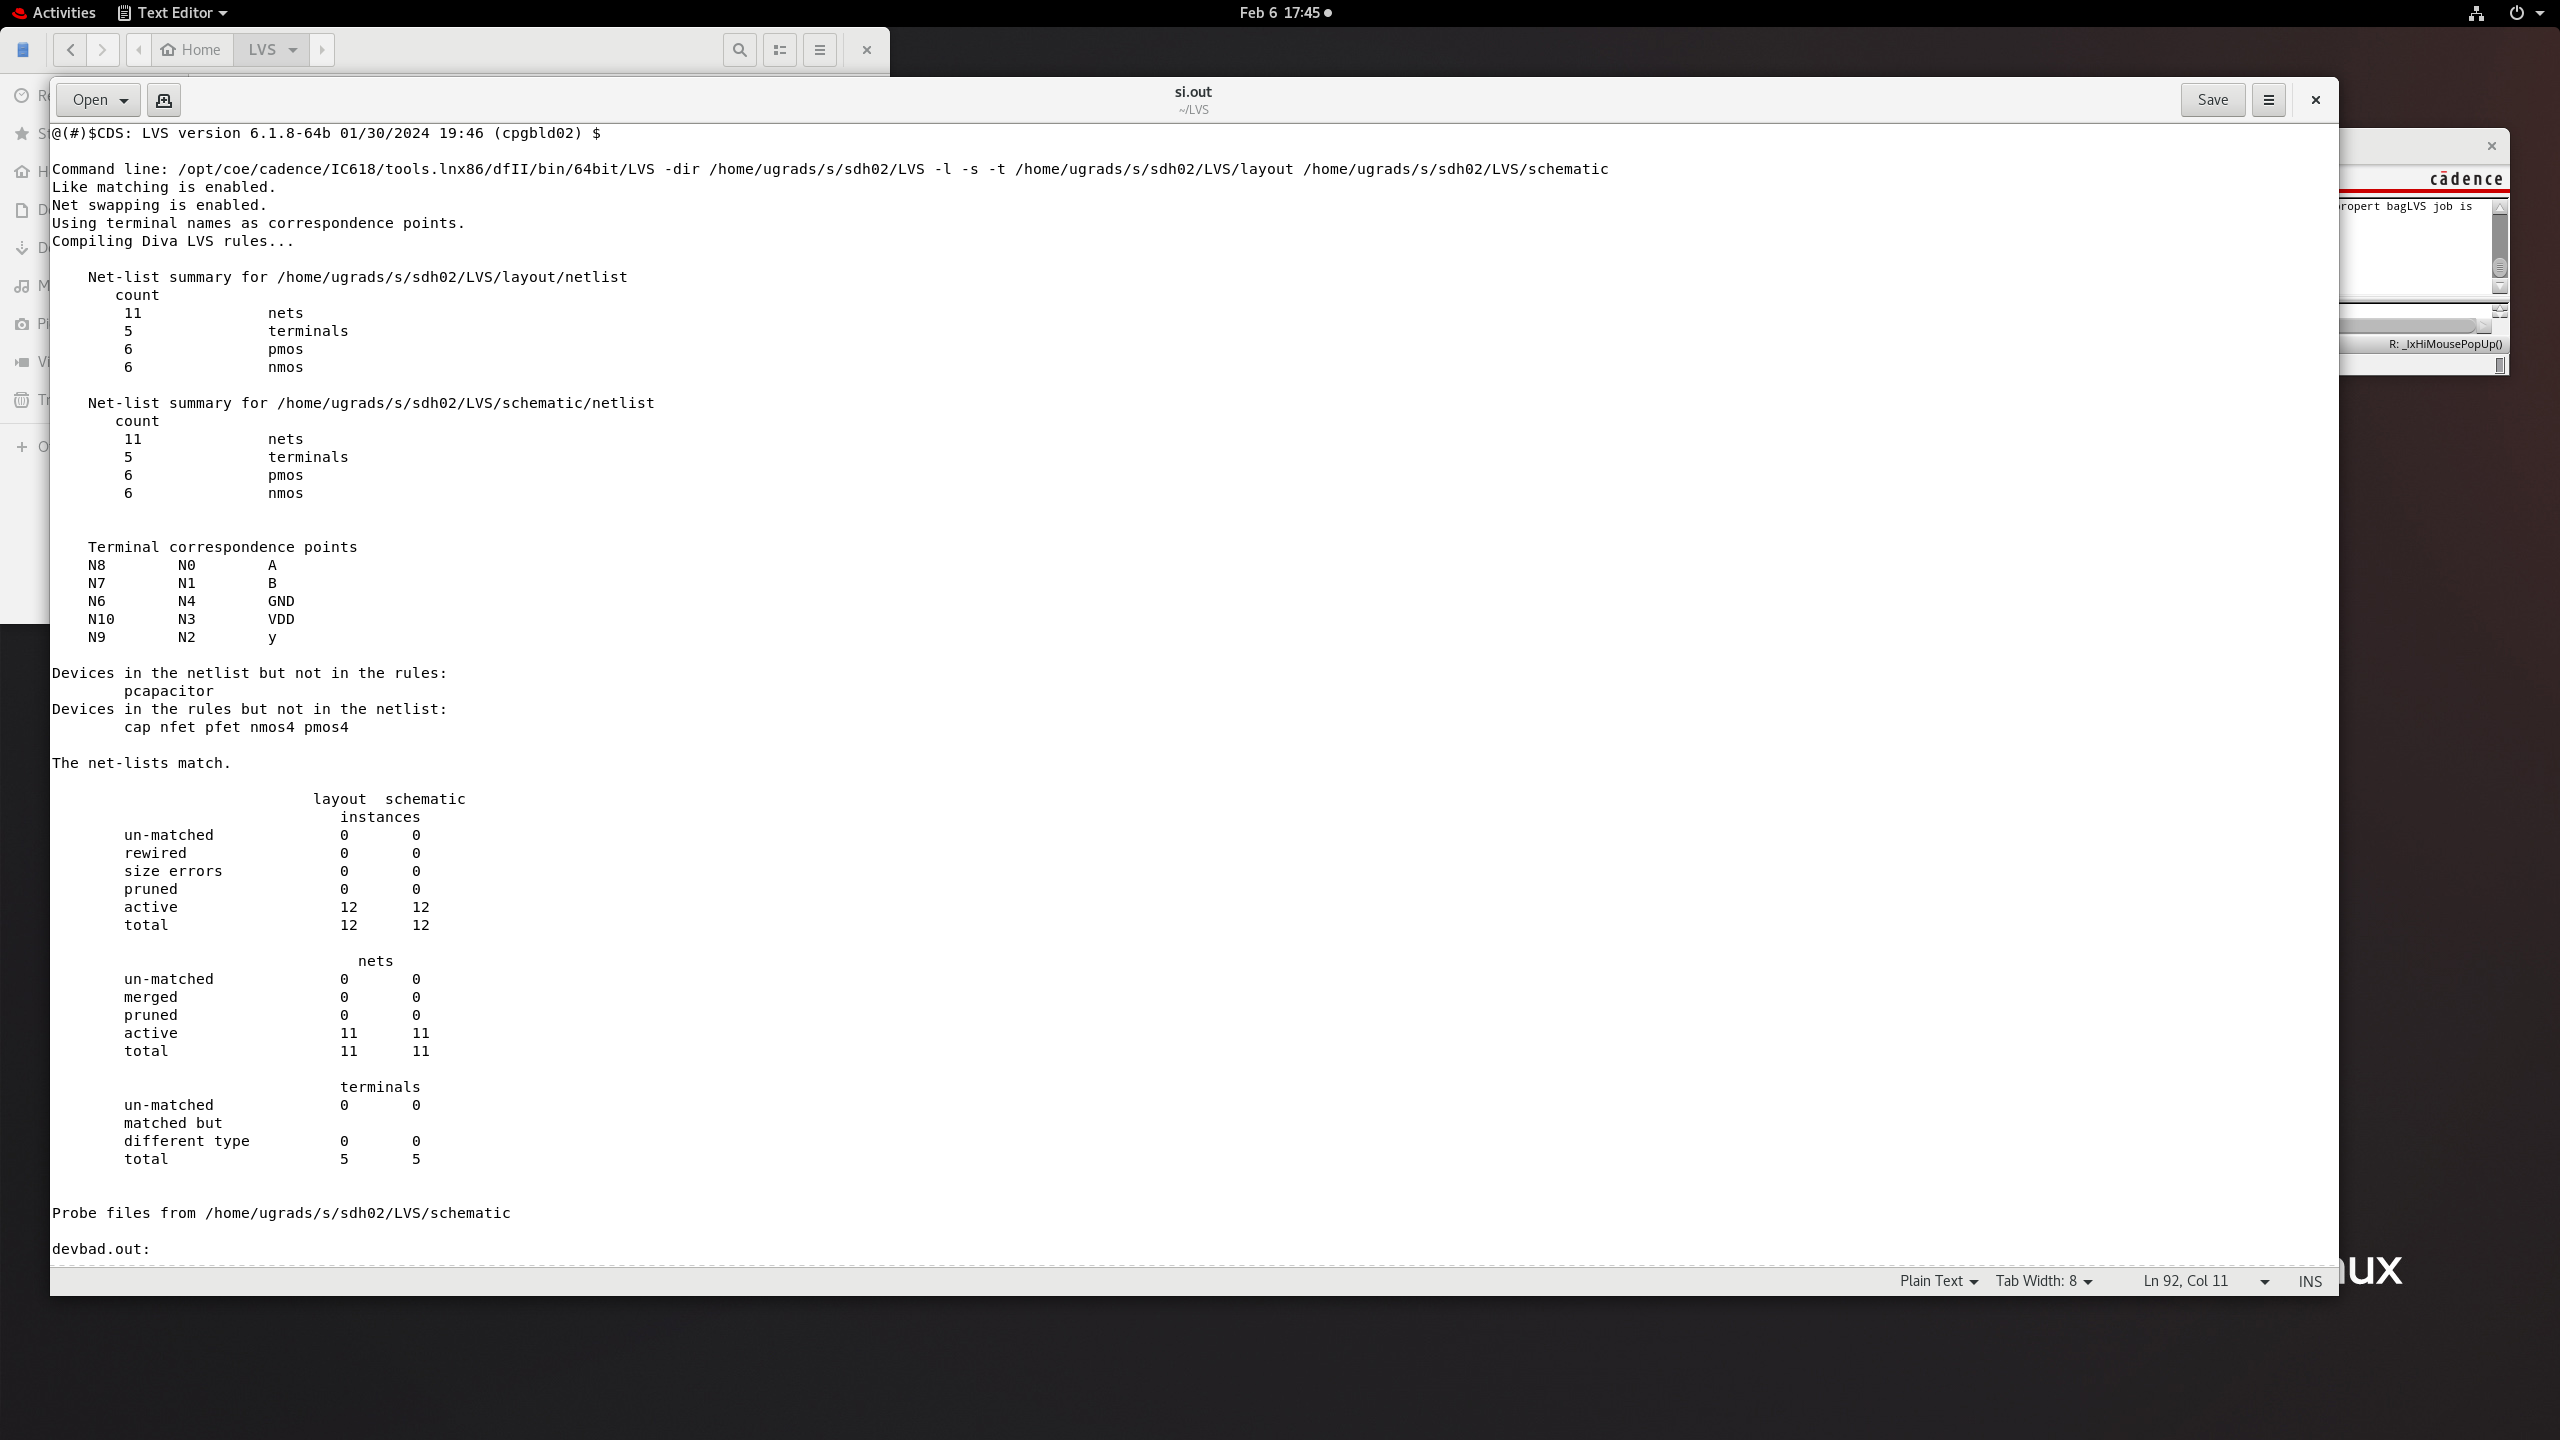 Activities Text Editor Feb 6 17:45
Home LVS
Open si.out Save
~/LVS
@(#)$CDS: LVS version 6.1.8-64b 01/30/2024 19:46 (cpgbld02) $
Command line: /opt/coe/cadence/IC618/tools.lnx86/dfII/bin/64bit/LVS -dir /home/ugrads/s/sdh02/LVS -l -s -t /home/ugrads/s/sdh02/LVS/layout /home/ugrads/s/sdh02/LVS/schematic
Like matching is enabled.
Net swapping is enabled.
Using terminal names as correspondence points.
Compiling Diva LVS rules...
Net-list summary for /home/ugrads/s/sdh02/LVS/layout/netlist
count
11 nets
5 terminals
6 pmos
6 nmos
Net-list summary for /home/ugrads/s/sdh02/LVS/schematic/netlist
count
11 nets
5 terminals
6 pmos
6 nmos
Terminal correspondence points
N8 N0 A
N7 N1 B
N6 N4 GND
N10 N3 VDD
N9 N2 y
Devices in the netlist but not in the rules:
pcapacitor
Devices in the rules but not in the netlist:
cap nfet pfet nmos4 pmos4
The net-lists match.
layout schematic
instances
un-matched 0 0
rewired 0 0
size errors 0 0
pruned 0 0
active 12 12
total 12 12
nets
un-matched 0 0
merged 0 0
pruned 0 0
active 11 11
total 11 11
terminals
un-matched 0 0
matched but
different type 0 0
total 5 5
Probe files from /home/ugrads/s/sdh02/LVS/schematic
devbad.out:
Plain Text Tab Width: 8 Ln 92, Col 11 INS
cādence
bagLVS job is
R: _lxHiMousePopUp()